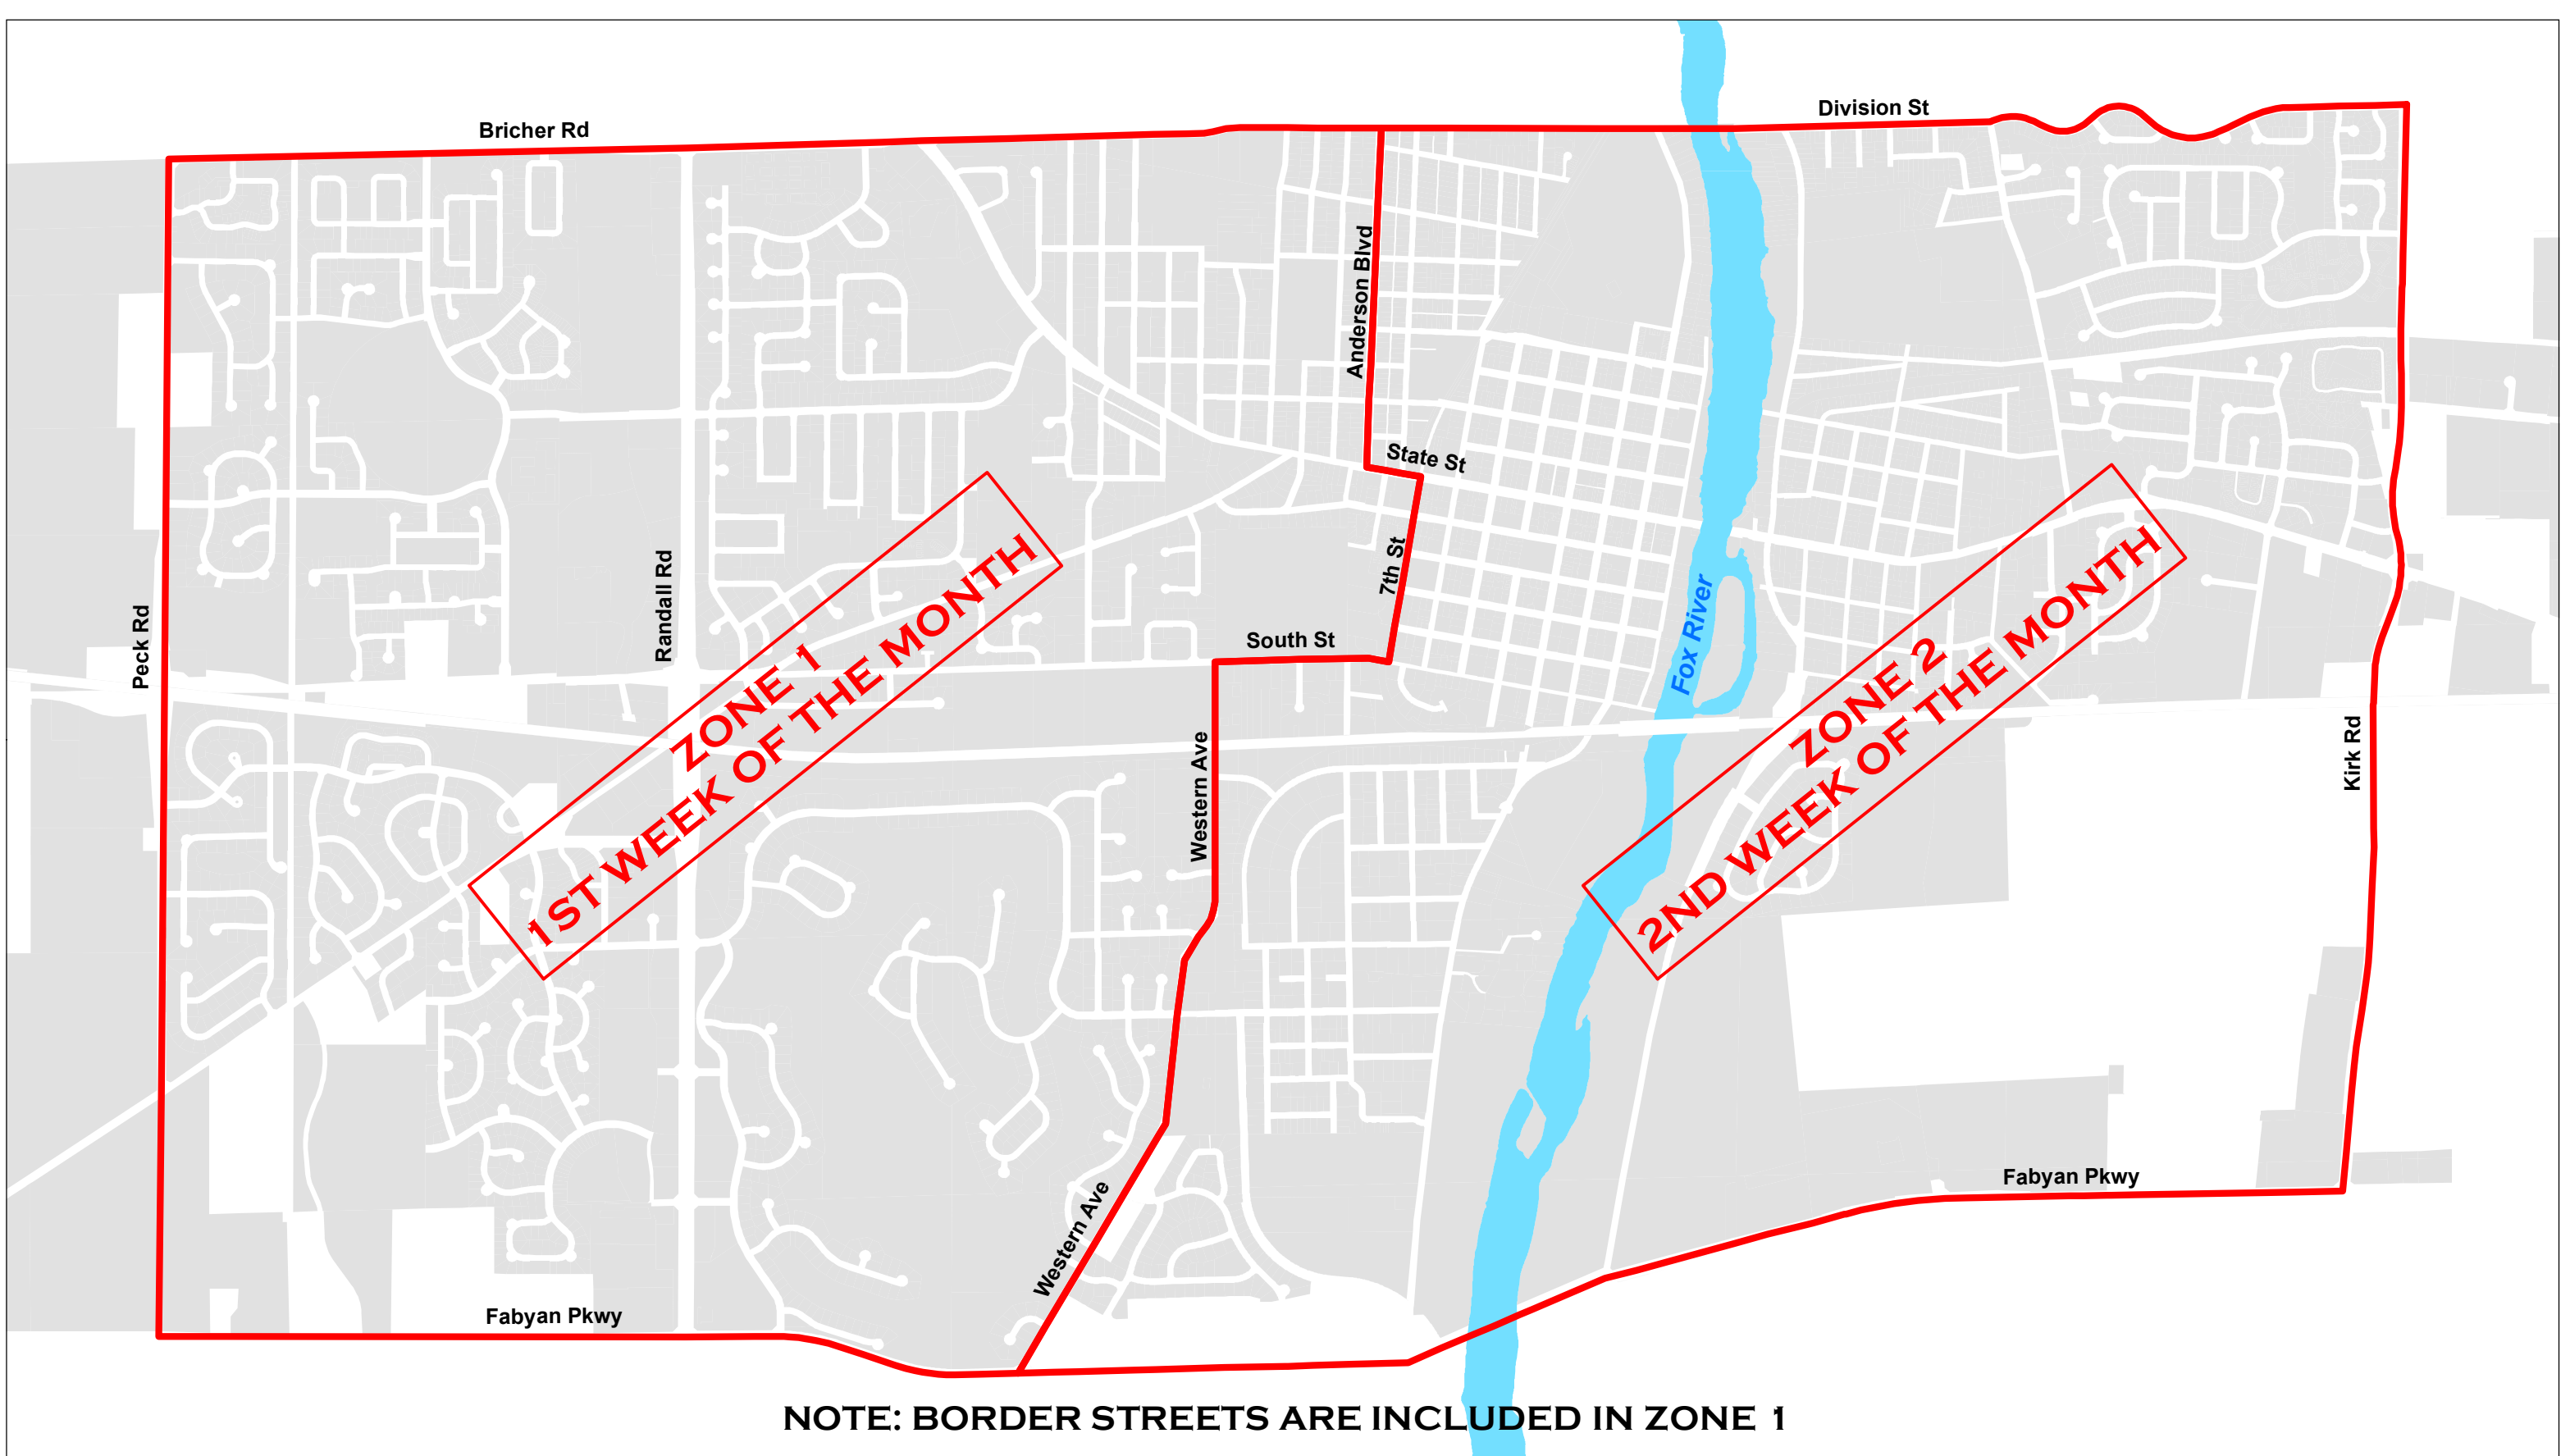 Division St
Bricher Rd
Anderson Blvd
State St
7th St
Randall Rd
Peck Rd
South St
Fox River
ZONE 1
1ST WEEK OF THE MONTH
ZONE 2
2ND WEEK OF THE MONTH
Western Ave
Kirk Rd
Fabyan Pkwy
Western Ave
Fabyan Pkwy
NOTE: BORDER STREETS ARE INCLUDED IN ZONE 1